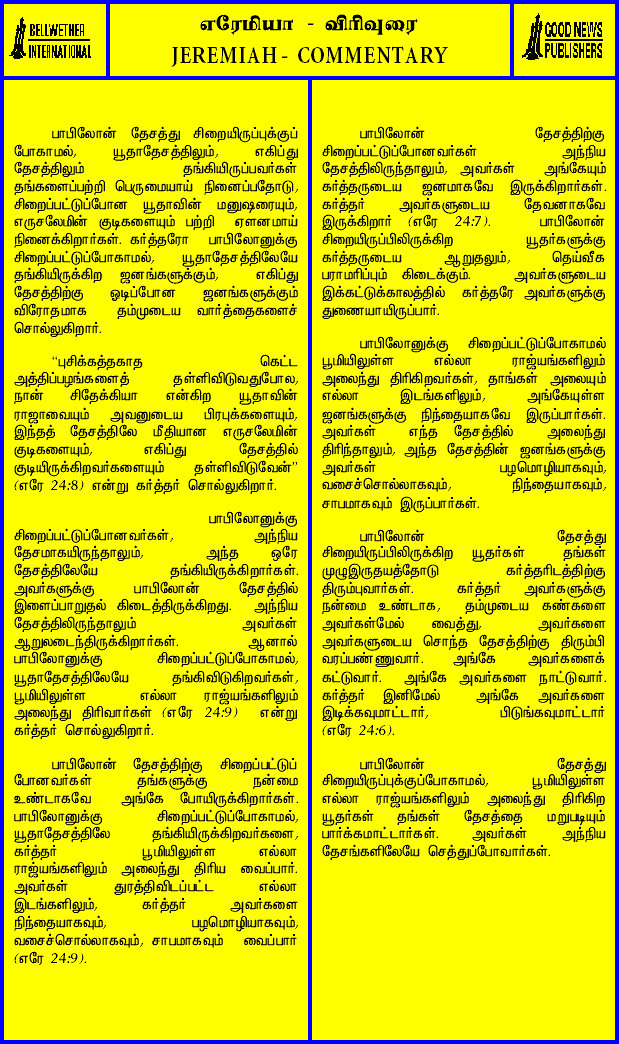 BELLWETHER
INTERNATIONAL
எரேமியா - விரிவுரை
JEREMIAH - COMMENTARY
GOOD NEWS
PUBLISHERS
பாபிலோன் தேசத்து சிறையிருப்புக்குப்
போகாமல், யூதாதேசத்திலும், எகிப்து
தேசத்திலும் தங்கியிருப்பவர்கள்
தங்களைப்பற்றி பெருமையாய் நினைப்பதோடு,
சிறைப்பட்டுப்போன யூதாவின் மனுஷரையும்,
எருசலேமின் குடிகளையும் பற்றி ஏளனமாய்
நினைக்கிறார்கள். கர்த்தரோ பாபிலோனுக்கு
சிறைப்பட்டுப்போகாமல், யூதாதேசத்திலேயே
தங்கியிருக்கிற ஜனங்களுக்கும், எகிப்து
தேசத்திற்கு ஓடிப்போன ஜனங்களுக்கும்
விரோதமாக தம்முடைய வார்த்தைகளைச்
சொல்லுகிறார்.
“புசிக்கத்தகாத கெட்ட
அத்திப்பழங்களைத் தள்ளிவிடுவதுபோல,
நான் சிதேக்கியா என்கிற யூதாவின்
ராஜாவையும் அவனுடைய பிரபுக்களையும்,
இந்தத் தேசத்திலே மீதியான எருசலேமின்
குடிகளையும், எகிப்து தேசத்தில்
குடியிருக்கிறவர்களையும் தள்ளிவிடுவேன்”
(எரே 24:8) என்று கர்த்தர் சொல்லுகிறார்.
பாபிலோனுக்கு
சிறைப்பட்டுப்போனவர்கள், அந்நிய
தேசமாகயிருந்தாலும், அந்த ஒரே
தேசத்திலேயே தங்கியிருக்கிறார்கள்.
அவர்களுக்கு பாபிலோன் தேசத்தில்
இளைப்பாறுதல் கிடைத்திருக்கிறது. அந்நிய
தேசத்திலிருந்தாலும் அவர்கள்
ஆறுலடைந்திருக்கிறார்கள். ஆனால்
பாபிலோனுக்கு சிறைப்பட்டுப்போகாமல்,
யூதாதேசத்திலேயே தங்கிவிடுகிறவர்கள்,
பூமியிலுள்ள எல்லா ராஜ்யங்களிலும்
அலைந்து திரிவார்கள் (எரே 24:9) என்று
கர்த்தர் சொல்லுகிறார்.
பாபிலோன் தேசத்திற்கு சிறைப்பட்டுப்
போனவர்கள் தங்களுக்கு நன்மை
உண்டாகவே அங்கே போயிருக்கிறார்கள்.
பாபிலோனுக்கு சிறைப்பட்டுப்போகாமல்,
யூதாதேசத்திலே தங்கியிருக்கிறவர்களை,
கர்த்தர் பூமியிலுள்ள எல்லா
ராஜ்யங்களிலும் அலைந்து திரிய வைப்பார்.
அவர்கள் துரத்திவிடப்பட்ட எல்லா
இடங்களிலும், கர்த்தர் அவர்களை
நிந்தையாகவும், பழமொழியாகவும்,
வசைச்சொல்லாகவும், சாபமாகவும் வைப்பார்
(எரே 24:9).
பாபிலோன் தேசத்திற்கு
சிறைப்பட்டுப்போனவர்கள் அந்நிய
தேசத்திலிருந்தாலும், அவர்கள் அங்கேயும்
கர்த்தருடைய ஜனமாகவே இருக்கிறார்கள்.
கர்த்தர் அவர்களுடைய தேவனாகவே
இருக்கிறார் (எரே 24:7). பாபிலோன்
சிறையிருப்பிலிருக்கிற யூதர்களுக்கு
கர்த்தருடைய ஆறுதலும், தெய்வீக
பராமரிப்பும் கிடைக்கும். அவர்களுடைய
இக்கட்டுக்காலத்தில் கர்த்தரே அவர்களுக்கு
துணையாயிருப்பார்.
பாபிலோனுக்கு சிறைப்பட்டுப்போகாமல்
பூமியிலுள்ள எல்லா ராஜ்யங்களிலும்
அலைந்து திரிகிறவர்கள், தாங்கள் அலையும்
எல்லா இடங்களிலும், அங்கேயுள்ள
ஜனங்களுக்கு நிந்தையாகவே இருப்பார்கள்.
அவர்கள் எந்த தேசத்தில் அலைந்து
திரிந்தாலும், அந்த தேசத்தின் ஜனங்களுக்கு
அவர்கள் பழமொழியாகவும்,
வசைச்சொல்லாகவும், நிந்தையாகவும்,
சாபமாகவும் இருப்பார்கள்.
பாபிலோன் தேசத்து
சிறையிருப்பிலிருக்கிற யூதர்கள் தங்கள்
முழுஇருதயத்தோடு கர்த்தரிடத்திற்கு
திரும்புவார்கள். கர்த்தர் அவர்களுக்கு
நன்மை உண்டாக, தம்முடைய கண்களை
அவர்கள்மேல் வைத்து, அவர்களை
அவர்களுடைய சொந்த தேசத்திற்கு திரும்பி
வரப்பண்ணுவார். அங்கே அவர்களைக்
கட்டுவார். அங்கே அவர்களை நாட்டுவார்.
கர்த்தர் இனிமேல் அங்கே அவர்களை
இடிக்கவுமாட்டார், பிடுங்கவுமாட்டார்
(எரே 24:6).
பாபிலோன் தேசத்து
சிறையிருப்புக்குப்போகாமல், பூமியிலுள்ள
எல்லா ராஜ்யங்களிலும் அலைந்து திரிகிற
யூதர்கள் தங்கள் தேசத்தை மறுபடியும்
பார்க்கமாட்டார்கள். அவர்கள் அந்நிய
தேசங்களிலேயே செத்துப்போவார்கள்.